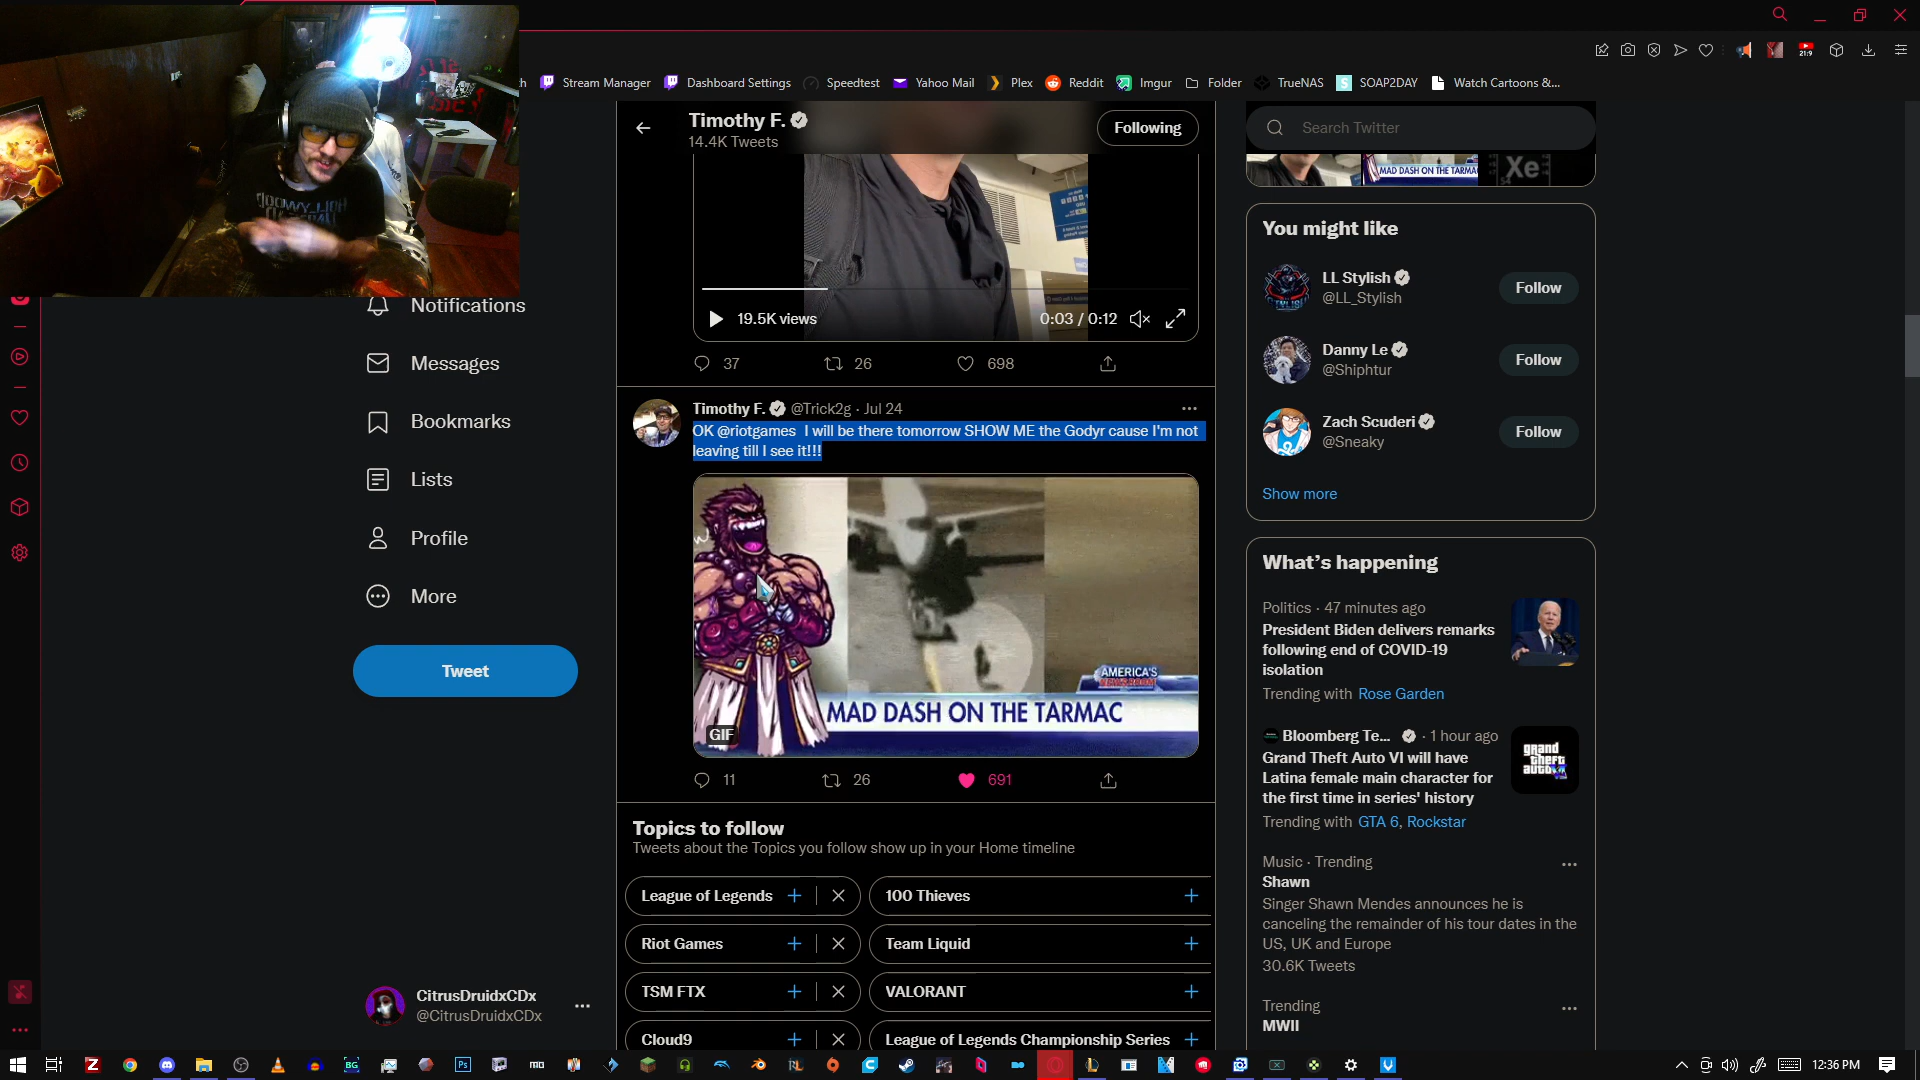 h
Stream Manager
Dashboard Settings
Speedtest
Yahoo Mail
Plex
Reddit
Imgur
Folder
TrueNAS
SOAP2DAY
Watch Cartoons &...
21:9
Timothy F.
14.4K Tweets
Following
Search Twitter
MAD DASH ON THE TARMAC
Xe
19.5K views
0:03 / 0:12
37
26
698
Notifications
Messages
Bookmarks
Lists
Profile
More
Tweet
CitrusDruidxCDx
@CitrusDruidxCDx
Timothy F. @Trick2g · Jul 24
OK @riotgames I will be there tomorrow SHOW ME the Godyr cause I'm not
leaving till I see it!!!
AMERICA'S
NEWSROOM
MAD DASH ON THE TARMAC
GIF
11
26
691
Topics to follow
Tweets about the Topics you follow show up in your Home timeline
League of Legends
100 Thieves
Riot Games
Team Liquid
TSM FTX
VALORANT
Cloud9
League of Legends Championship Series
You might like
LL Stylish
@LL_Stylish
Follow
Danny Le
@Shiphtur
Follow
Zach Scuderi
@Sneaky
Follow
Show more
What's happening
Politics · 47 minutes ago
President Biden delivers remarks
following end of COVID-19
isolation
Trending with Rose Garden
Bloomberg Te... · 1 hour ago
Grand Theft Auto VI will have
Latina female main character for
the first time in series' history
grand
theft
auto
Trending with GTA 6, Rockstar
Music · Trending
Shawn
Singer Shawn Mendes announces he is
canceling the remainder of his tour dates in the
US, UK and Europe
30.6K Tweets
Trending
MWII
12:36 PM